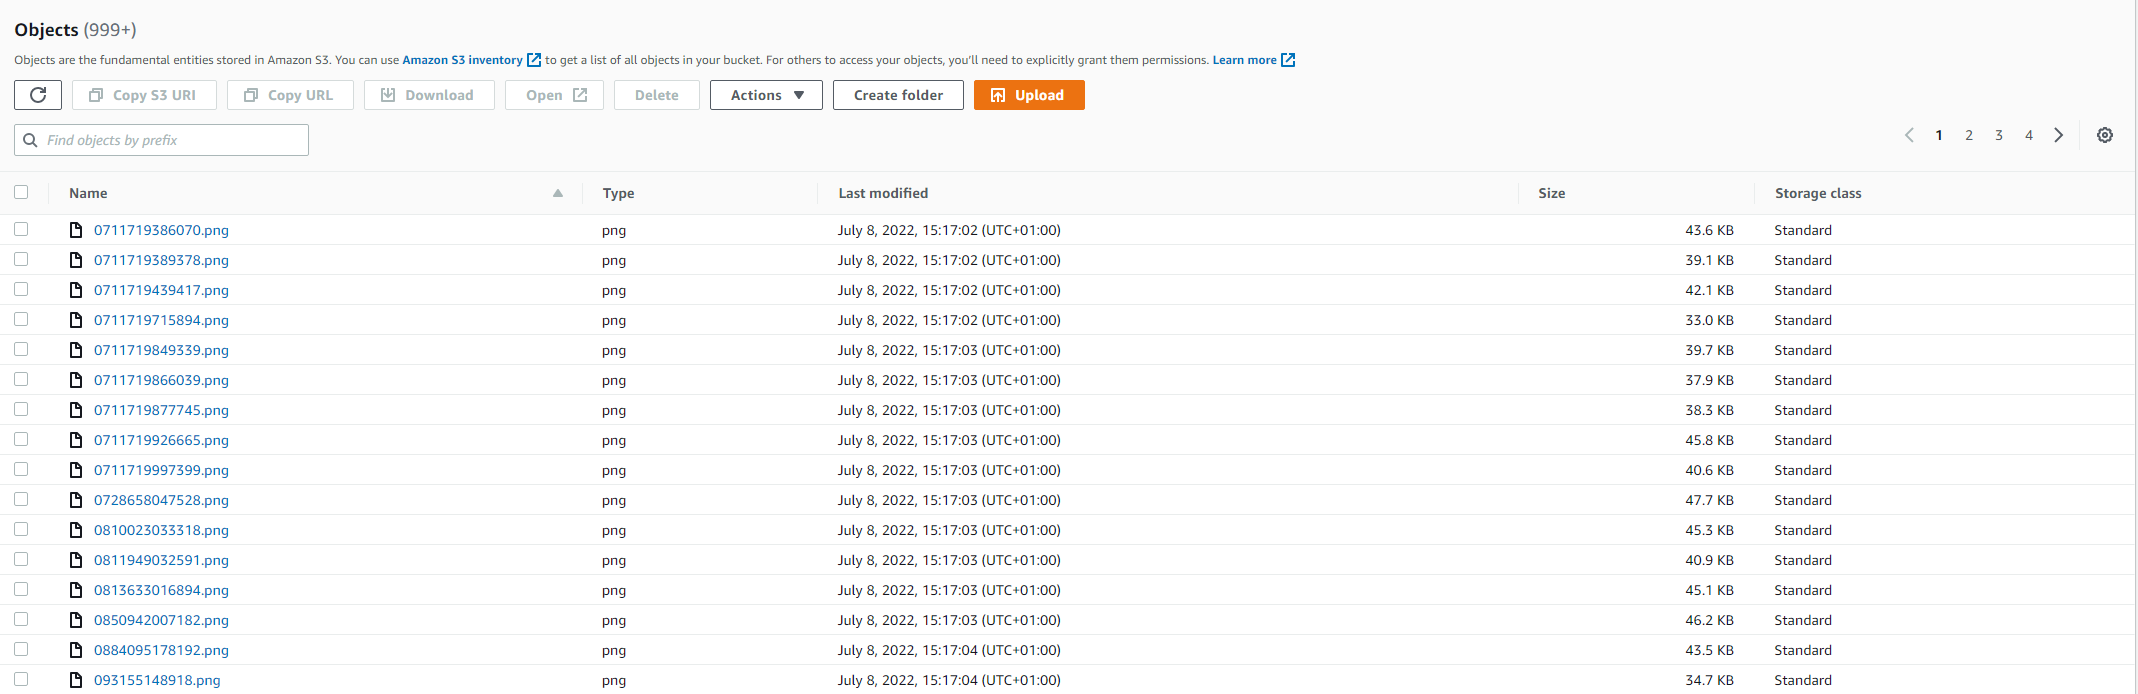 Objects (999+)
Objects are the fundamental entities stored in Amazon S3. You can use Amazon S3 inventory to get a list of all objects in your bucket. For others to access your objects, you'll need to explicitly grant them permissions. Learn more
Copy S3 URI Copy URL Download Open Delete Actions Create folder Upload
Find objects by prefix 1 2 3 4
Name Type Last modified Size Storage class
0711719386070.png png July 8, 2022, 15:17:02 (UTC+01:00) 43.6 KB Standard
0711719389378.png png July 8, 2022, 15:17:02 (UTC+01:00) 39.1 KB Standard
0711719439417.png png July 8, 2022, 15:17:02 (UTC+01:00) 42.1 KB Standard
0711719715894.png png July 8, 2022, 15:17:02 (UTC+01:00) 33.0 KB Standard
0711719849339.png png July 8, 2022, 15:17:03 (UTC+01:00) 39.7 KB Standard
0711719866039.png png July 8, 2022, 15:17:03 (UTC+01:00) 37.9 KB Standard
0711719877745.png png July 8, 2022, 15:17:03 (UTC+01:00) 38.3 KB Standard
0711719926665.png png July 8, 2022, 15:17:03 (UTC+01:00) 45.8 KB Standard
0711719997399.png png July 8, 2022, 15:17:03 (UTC+01:00) 40.6 KB Standard
0728658047528.png png July 8, 2022, 15:17:03 (UTC+01:00) 47.7 KB Standard
0810023033318.png png July 8, 2022, 15:17:03 (UTC+01:00) 45.3 KB Standard
0811949032591.png png July 8, 2022, 15:17:03 (UTC+01:00) 40.9 KB Standard
0813633016894.png png July 8, 2022, 15:17:03 (UTC+01:00) 45.1 KB Standard
0850942007182.png png July 8, 2022, 15:17:03 (UTC+01:00) 46.2 KB Standard
0884095178192.png png July 8, 2022, 15:17:04 (UTC+01:00) 43.5 KB Standard
093155148918.png png July 8, 2022, 15:17:04 (UTC+01:00) 34.7 KB Standard